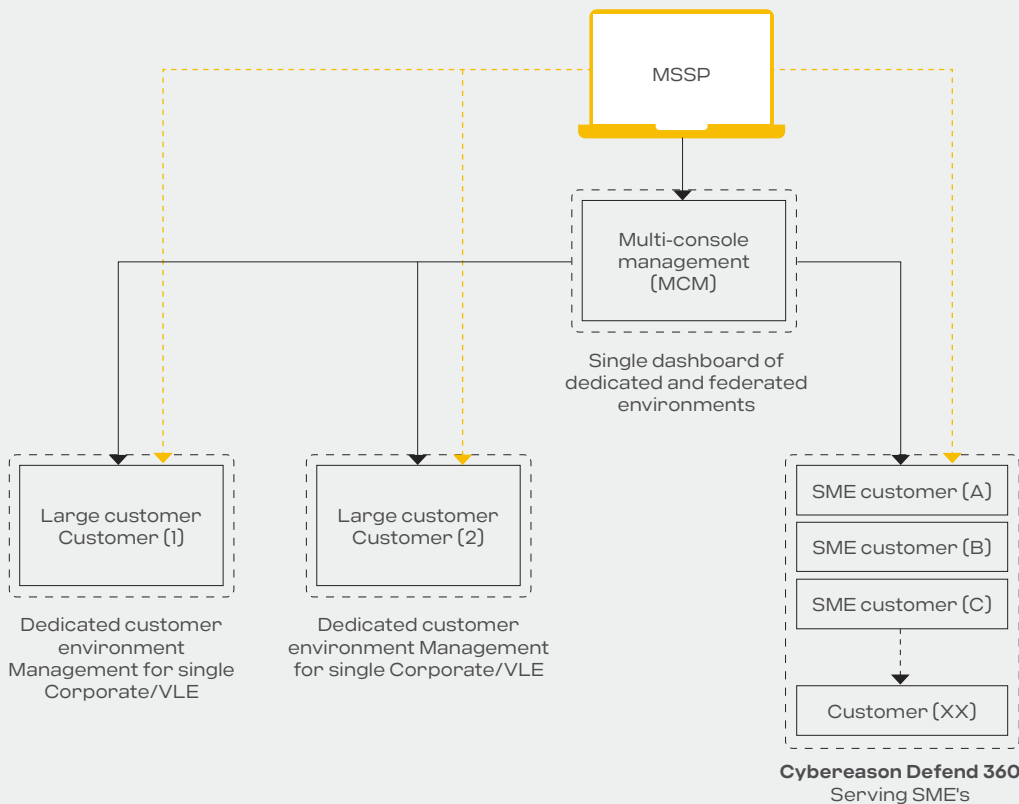 MSSP
Multi-console
management
(MCM)
Single dashboard of
dedicated and federated
environments
Large customer
Customer (1)
Dedicated customer
environment
Management for single
Corporate/VLE
Large customer
Customer (2)
Dedicated customer
environment Management
for single Corporate/VLE
SME customer (A)
SME customer (B)
SME customer (C)
Customer (XX)
Cybereason Defend 360
Serving SME's